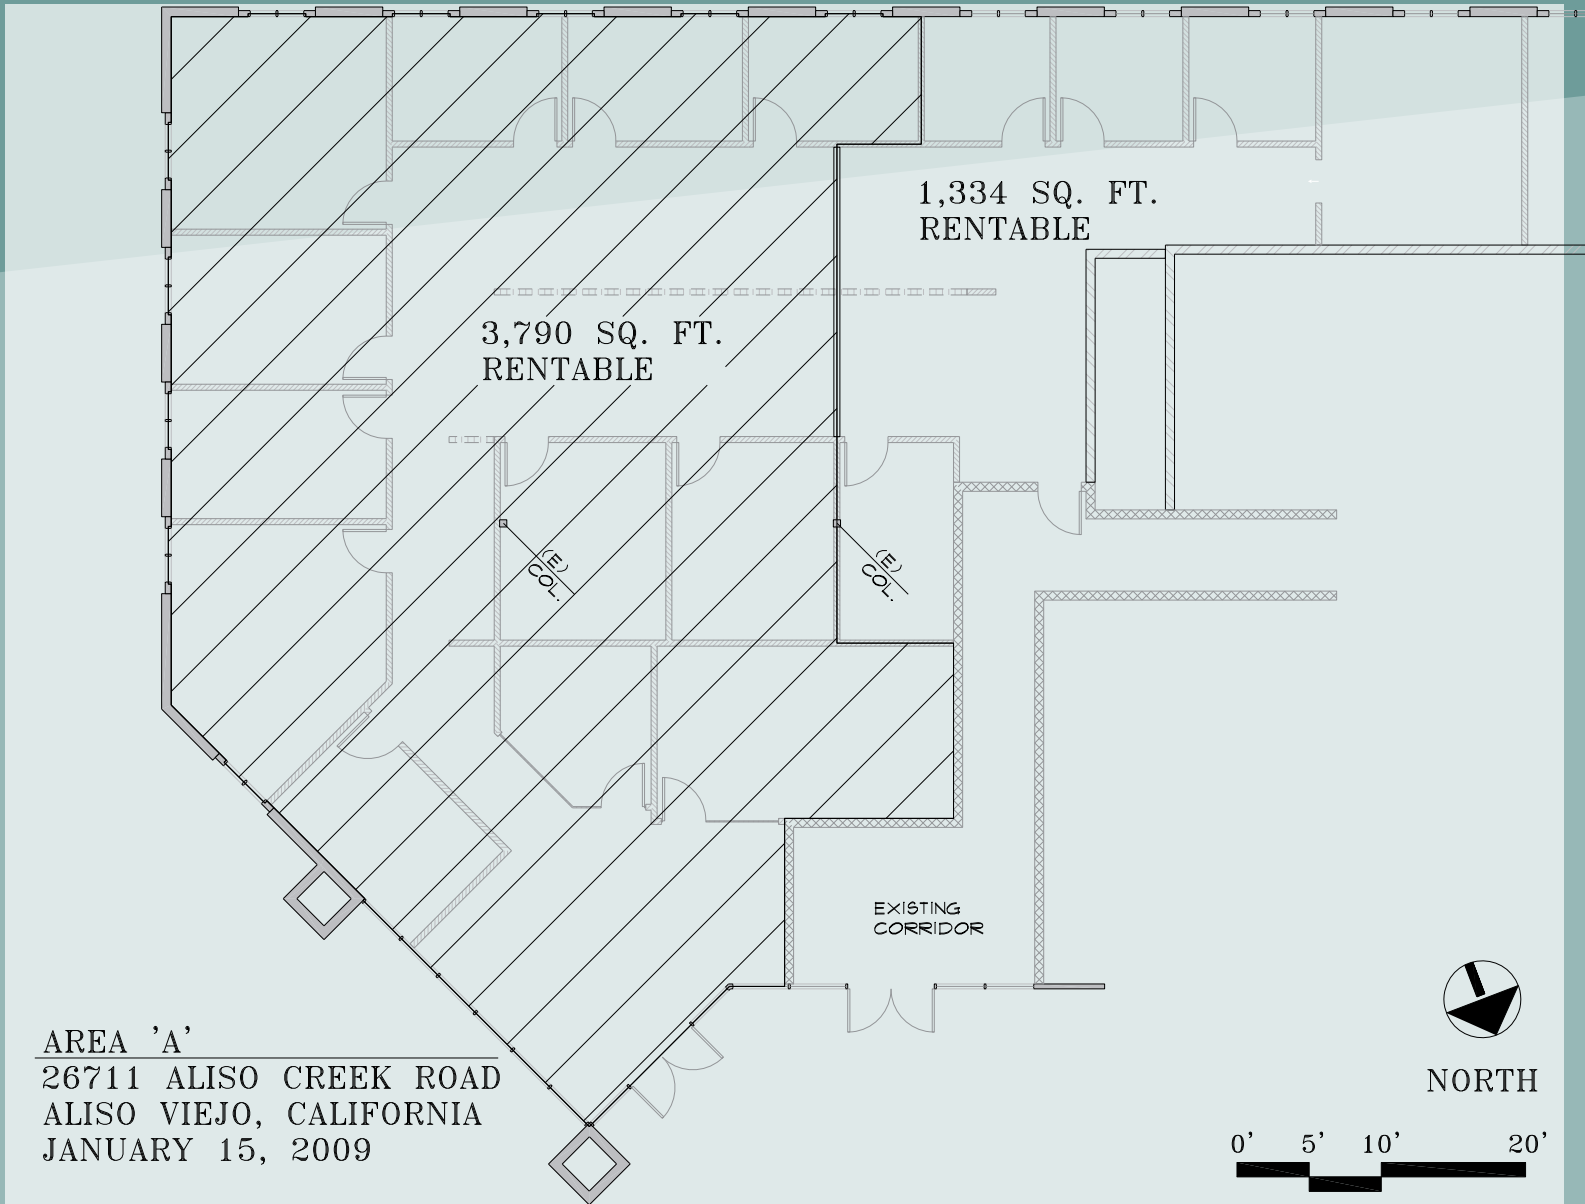 1,334 SQ. FT.
RENTABLE
3,790 SQ. FT.
RENTABLE
(E)
COL.
(E)
COL.
EXISTING
CORRIDOR
AREA 'A'
26711 ALISO CREEK ROAD
ALISO VIEJO, CALIFORNIA
JANUARY 15, 2009
NORTH
0' 5' 10' 20'